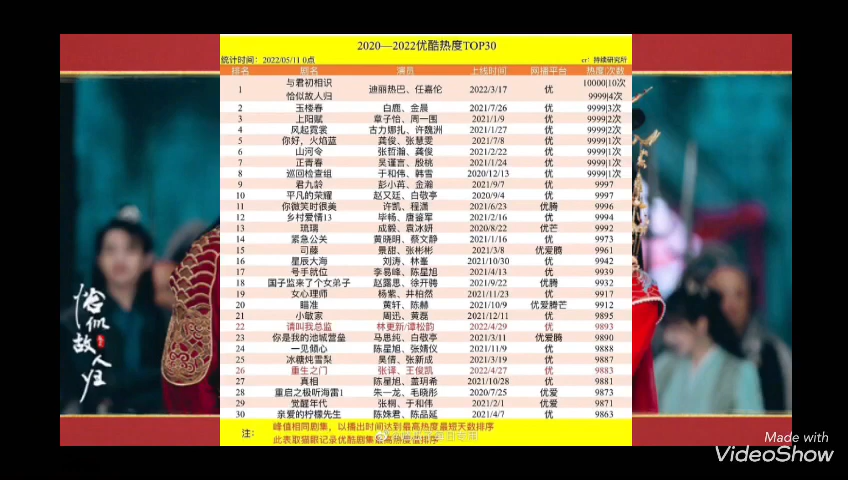 2020—2022优酷热度TOP30
统计时间：2022/05/11 0点 cr：持续研究所
排名 剧名 演员 上线时间 网播平台 热度|次数
1 与君初相识 恰似故人归 迪丽热巴、任嘉伦 2022/3/17 优 10000|10次 9999|4次
2 玉楼春 白鹿、金晨 2021/7/26 优 9999|3次
3 上阳赋 章子怡、周一围 2021/1/9 优 9999|2次
4 风起霓裳 古力娜扎、许魏洲 2021/1/27 优 9999|2次
5 你好，火焰蓝 龚俊、张慧雯 2021/7/8 优 9999|1次
6 山河令 张哲瀚、龚俊 2021/2/22 优 9999|1次
7 正青春 吴谨言、殷桃 2021/1/24 优 9999|1次
8 巡回检查组 于和伟、韩雪 2020/12/13 优 9999|1次
9 君九龄 彭小苒、金瀚 2021/9/7 优 9997
10 平凡的荣耀 赵又廷、白敬亭 2020/9/4 优 9997
11 你微笑时很美 许凯、程潇 2021/6/23 优腾 9996
12 乡村爱情13 毕畅、唐鉴军 2021/2/16 优 9994
13 琉璃 成毅、袁冰妍 2020/8/22 优芒 9992
14 紧急公关 黄晓明、蔡文静 2021/1/16 优 9973
15 司藤 景甜、张彬彬 2021/3/8 优爱腾 9961
16 星辰大海 刘涛、林峯 2021/10/30 优 9942
17 号手就位 李易峰、陈星旭 2021/4/13 优 9939
18 国子监来了个女弟子 赵露思、徐开骋 2021/9/22 优腾 9932
19 女心理师 杨紫、井柏然 2021/11/23 优 9917
20 瞄准 黄轩、陈赫 2021/10/9 优爱腾芒 9912
21 小敏家 周迅、黄磊 2021/12/11 优 9895
22 请叫我总监 林更新/谭松韵 2022/4/29 优 9893
23 你是我的城池营垒 马思纯、白敬亭 2021/3/11 优爱腾 9890
24 一见倾心 陈星旭、张婧仪 2021/11/9 优 9888
25 冰糖炖雪梨 吴倩、张新成 2021/3/19 优 9887
26 重生之门 张译、王俊凯 2022/4/27 优 9883
27 真相 陈星旭、盖玥希 2021/10/28 优 9881
28 重启之极听海雷1 朱一龙、毛晓彤 2020/7/25 优爱 9873
29 觉醒年代 张桐、于和伟 2021/2/1 优爱 9871
30 亲爱的柠檬先生 陈姝君、陈品延 2021/4/7 优 9863
注： 峰值相同剧集，以播出时间达到最高热度最短天数排序
此表取猫眼记录优酷剧集最高热度值排序
恰似故人归
Made with
VideoShow